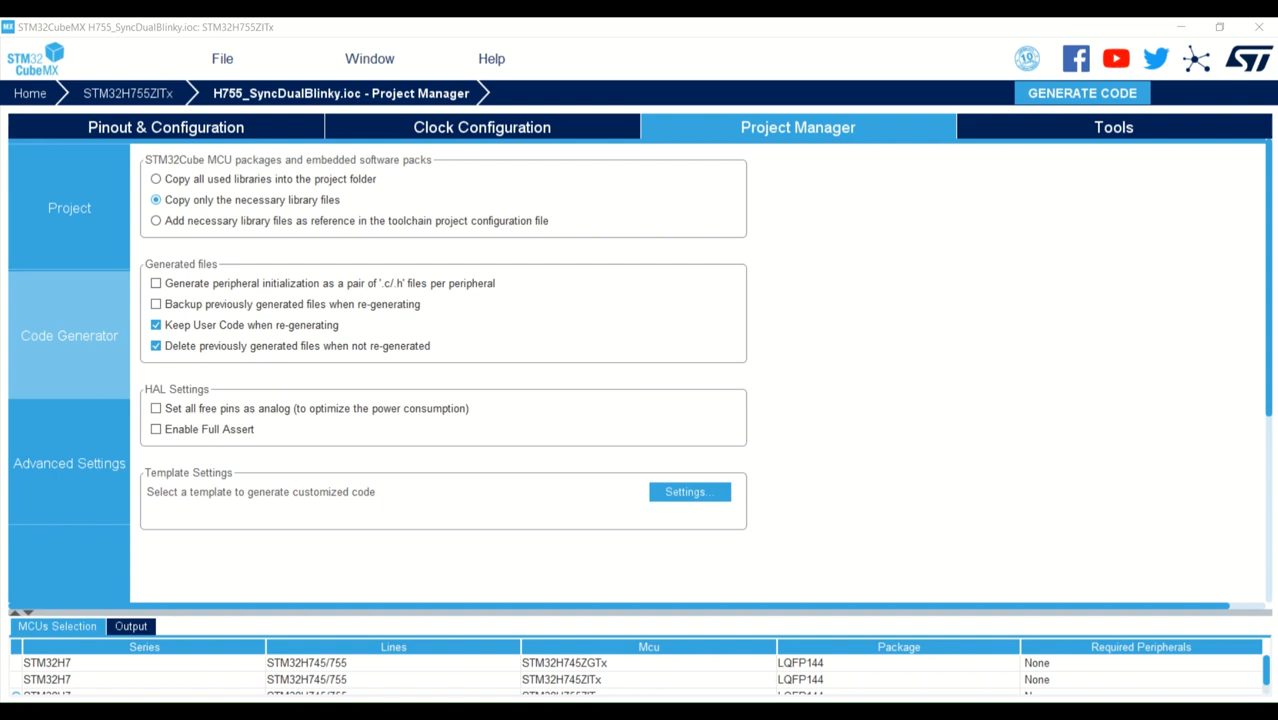 STM32CubeMX H755_SyncDualBlinky.ioc: STM32H755ZITx
STM32
CubeMX
File
Window
Help
10
Home
STM32H755ZITx
H755_SyncDualBlinky.ioc - Project Manager
GENERATE CODE
Pinout & Configuration
Clock Configuration
Project Manager
Tools
Project
Code Generator
Advanced Settings
STM32Cube MCU packages and embedded software packs
Copy all used libraries into the project folder
Copy only the necessary library files
Add necessary library files as reference in the toolchain project configuration file
Generated files
Generate peripheral initialization as a pair of '.c/.h' files per peripheral
Backup previously generated files when re-generating
Keep User Code when re-generating
Delete previously generated files when not re-generated
HAL Settings
Set all free pins as analog (to optimize the power consumption)
Enable Full Assert
Template Settings
Select a template to generate customized code
Settings...
MCUs Selection
Output
Series Lines Mcu Package Required Peripherals
STM32H7 STM32H745/755 STM32H745ZGTx LQFP144 None
STM32H7 STM32H745/755 STM32H745ZITx LQFP144 None